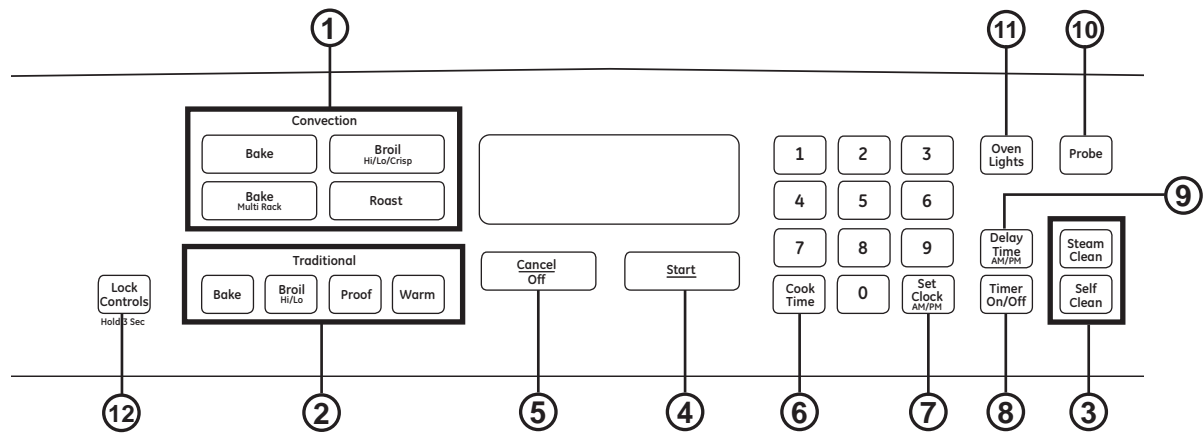 1
11
10
Convection
Bake
Broil
Hi/Lo/Crisp
Bake
Multi Rack
Roast
1 2 3
4 5 6
7 8 9
0
Oven
Lights
Probe
9
Traditional
Bake
Broil
Hi/Lo
Proof
Warm
Lock
Controls
Hold 3 Sec
Cancel
Off
Start
Cook
Time
Set
Clock
AM/PM
Delay
Time
AM/PM
Timer
On/Off
Steam
Clean
Self
Clean
12
2
5
4
6
7
8
3